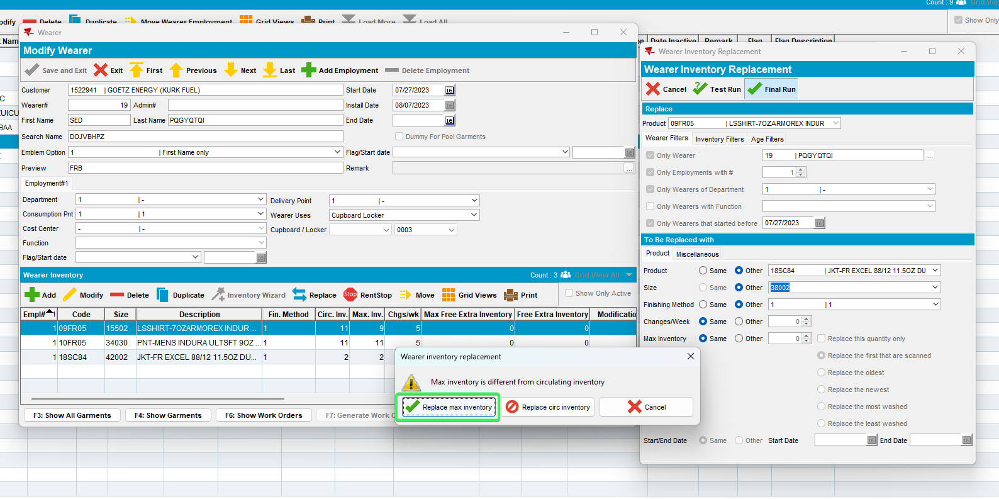 Count : 9 Grid Vie
odify Delete Duplicate Move Wearer Employment Grid Views Print Load More Load All Show Only
t Nam Date Inactive Remark Flag Flag Description
C
ZUICU
BAA
Wearer
Modify Wearer
Save and Exit Exit First Previous Next Last Add Employment Delete Employment
Customer 1522941 | GOETZ ENERGY (KURK FUEL) Start Date 07/27/2023 16
Wearer# 19 Admin# Install Date 08/07/2023 16
First Name SED Last Name PQGYQTQI End Date 16
Search Name DOJVBHPZ Dummy For Pool Garments
Emblem Option 1 | First Name only Flag/Start date 16
Preview FRB Remark ...
Employment#1
Department 1 | - Delivery Point 1 | -
Consumption Pnt 1 | 1 Wearer Uses Cupboard Locker
Cost Center - | - Cupboard / Locker 0003
Function
Flag/Start date 16
Wearer Inventory Count : 3 Grid View All
Add Modify Delete Duplicate Inventory Wizard Replace Stop RentStop Move Grid Views Print Show Only Active
Empl# 1 Code Size Description Fin. Method Circ. Inv. Max. Inv. Chgs/wk Max Free Extra Inventory Free Extra Inventory Modificatio
1 09FR05 15502 LSSHIRT-7OZARMOREX INDUR ... 1 11 9 5 0 0
1 10FR05 34030 PNT-MENS INDURA ULTSFT 9OZ ... 1 11 11 5 0 0
1 18SC84 42002 JKT-FR EXCEL 88/12 11.5OZ DU... 1 2 2
F3: Show All Garments F4: Show Garments F6: Show Work Orders F7: Generate Work O
Wearer inventory replacement
Max inventory is different from circulating inventory
Replace max inventory Replace circ inventory Cancel
Wearer Inventory Replacement
Wearer Inventory Replacement
Cancel Test Run Final Run
Replace
Product 09FR05 | LSSHIRT-7OZARMOREX INDUR
Wearer Filters Inventory Filters Age Filters
Only Wearer 19 | PQGYQTQI ...
Only Employments with # 1
Only Wearers of Department 1 | -
Only Wearers with Function
Only Wearers that started before 07/27/2023 16
To Be Replaced with
Product Miscellaneous
Product Same Other 18SC84 | JKT-FR EXCEL 88/12 11.5OZ DU
Size Same Other 38002
Finishing Method Same Other 1 | 1
Changes/Week Same Other 0
Max Inventory Same Other 0 Replace this quantity only
Replace the first that are scanned
Replace the oldest
Replace the newest
Replace the most washed
Replace the least washed
Start/End Date Same Other Start Date 16 End Date 16